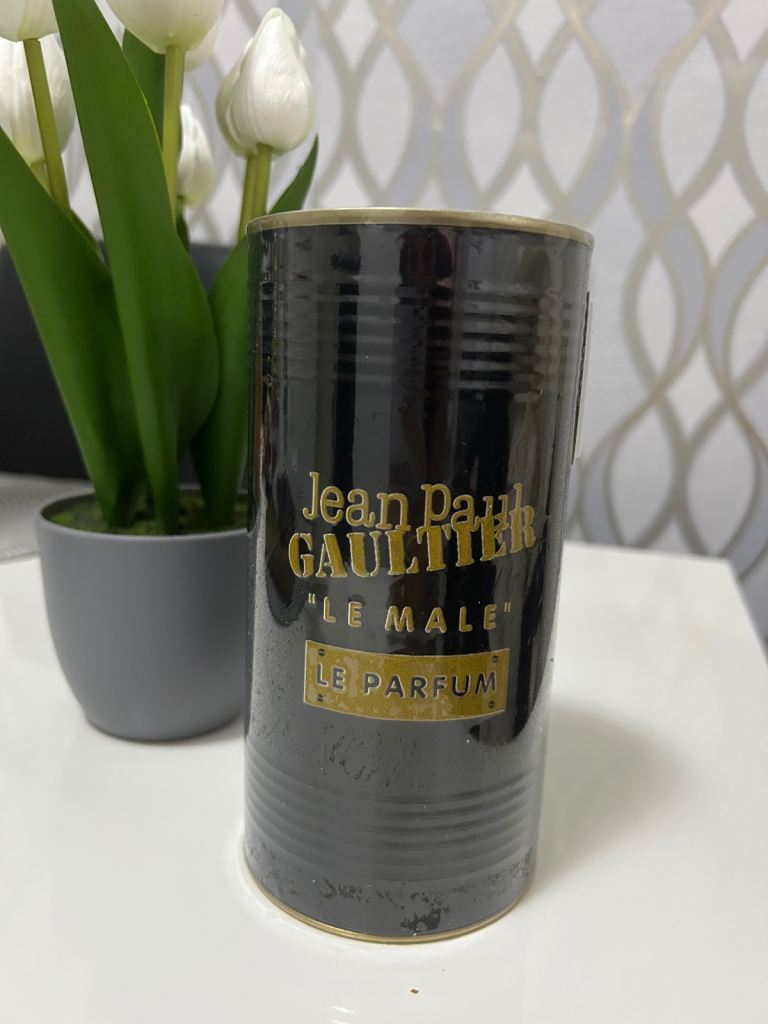 Jean Paul
GAULTIER
"LE MALE"
LE PARFUM